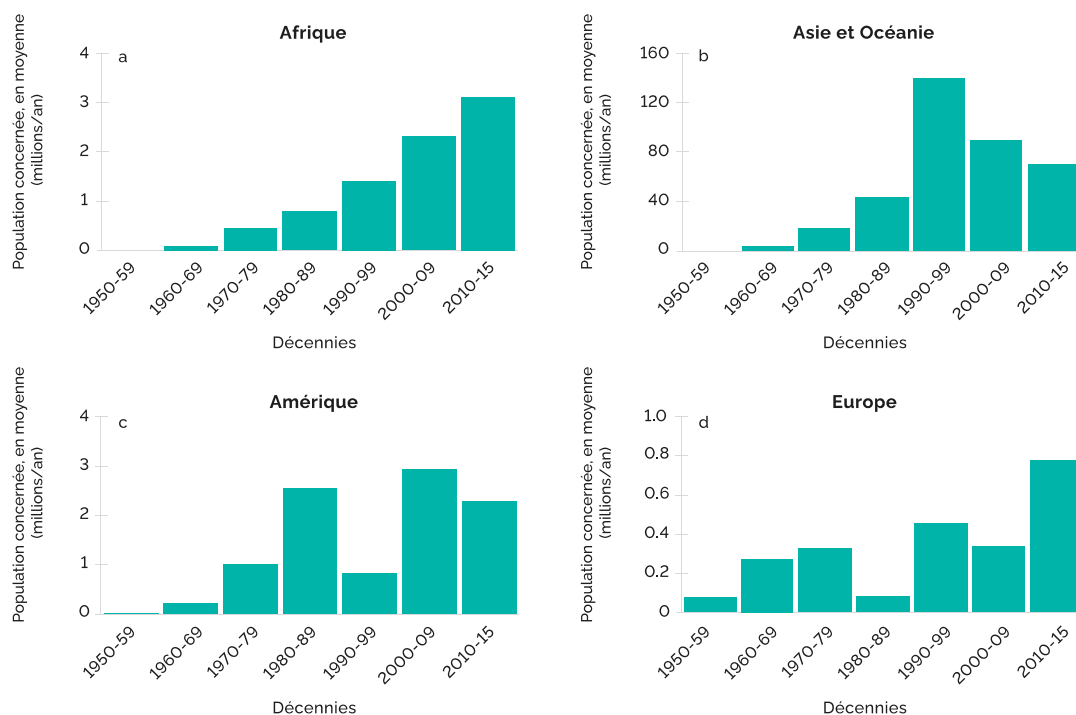 Afrique
a
Population concernée, en moyenne
(millions/an)
4
3
2
1
0
1950-59
1960-69
1970-79
1980-89
1990-99
2000-09
2010-15
Décennies
Asie et Océanie
b
Population concernée, en moyenne
(millions/an)
160
120
80
40
0
1950-59
1960-69
1970-79
1980-89
1990-99
2000-09
2010-15
Décennies
Amérique
c
Population concernée, en moyenne
(millions/an)
4
3
2
1
0
1950-59
1960-69
1970-79
1980-89
1990-99
2000-09
2010-15
Décennies
Europe
d
Population concernée, en moyenne
(millions/an)
1.0
0.8
0.6
0.4
0.2
0
1950-59
1960-69
1970-79
1980-89
1990-99
2000-09
2010-15
Décennies